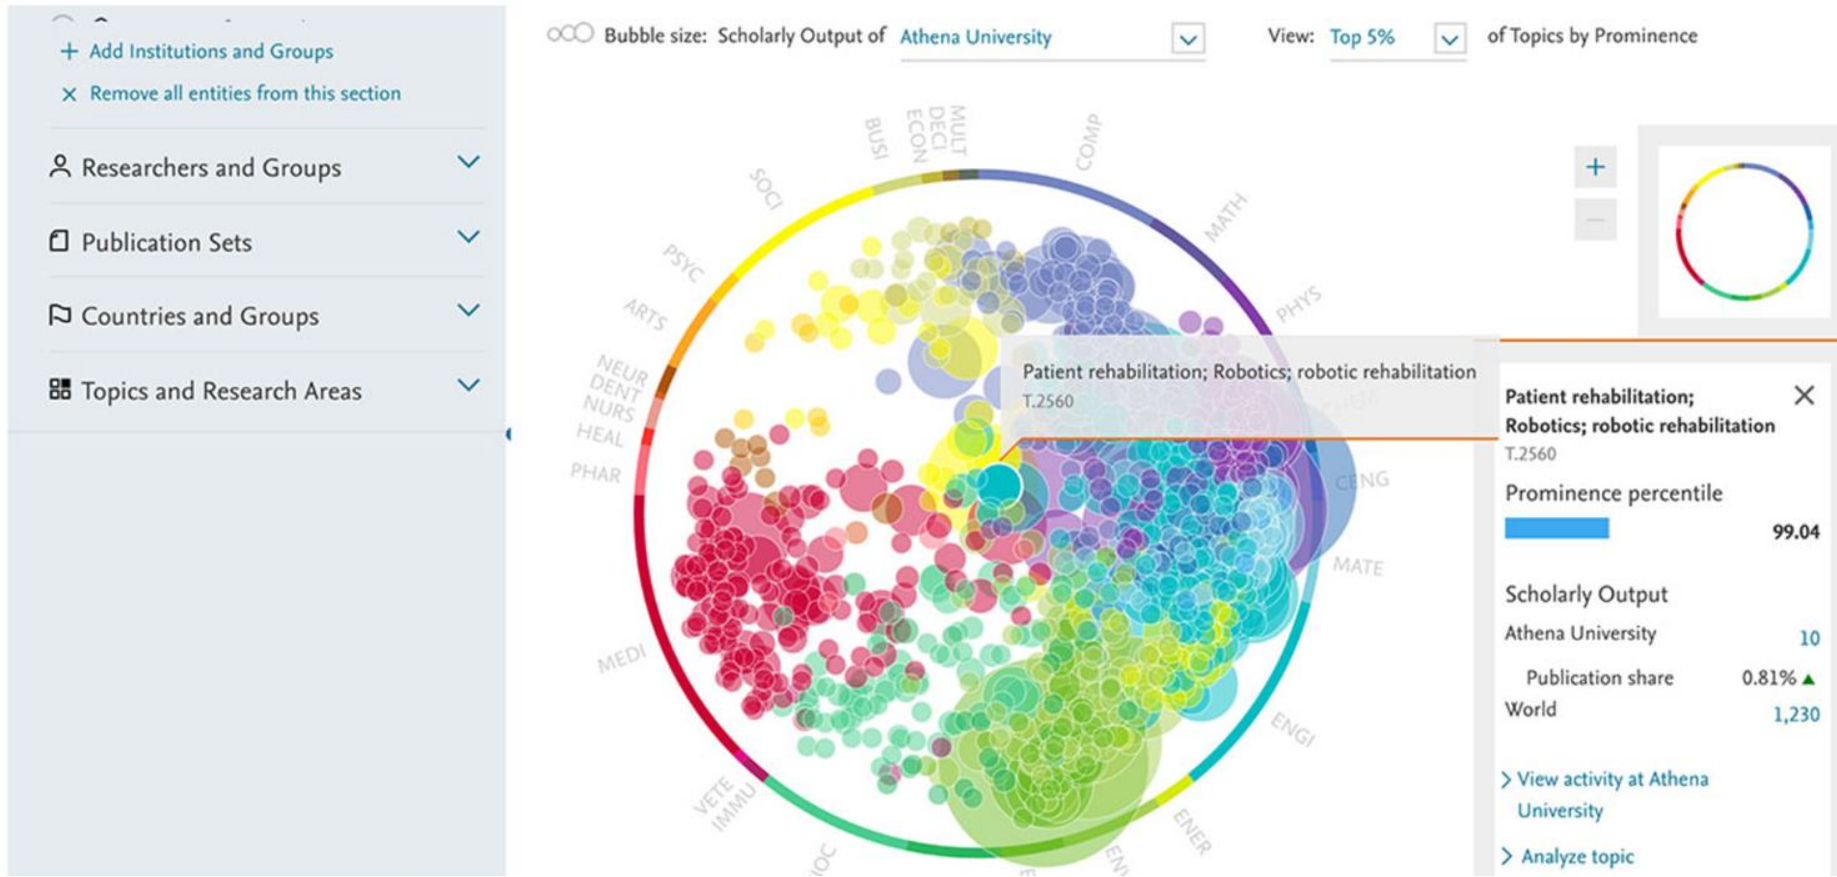 + Add Institutions and Groups
× Remove all entities from this section
Researchers and Groups
Publication Sets
Countries and Groups
Topics and Research Areas
Bubble size: Scholarly Output of Athena University
View: Top 5% of Topics by Prominence
BUSI
ECON
DECI
MULT
COMP
MATH
PHYS
CHEM
CENG
MATE
ENGI
ENER
VETE
IMMU
MEDI
PHAR
HEAL
NURS
DENT
NEUR
ARTS
PSYC
SOCI
Patient rehabilitation; Robotics; robotic rehabilitation
T.2560
Patient rehabilitation;
Robotics; robotic rehabilitation
T.2560
Prominence percentile
99.04
Scholarly Output
Athena University 10
Publication share 0.81% ▲
World 1,230
> View activity at Athena
University
> Analyze topic